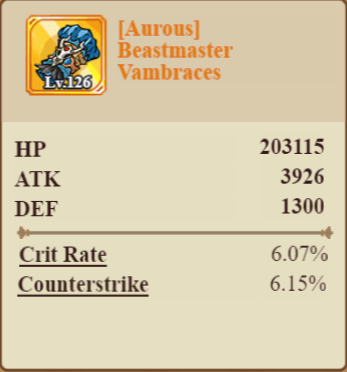 [Aurous]
Beastmaster
Vambraces
Lv.126
HP 203115
ATK 3926
DEF 1300
Crit Rate 6.07%
Counterstrike 6.15%